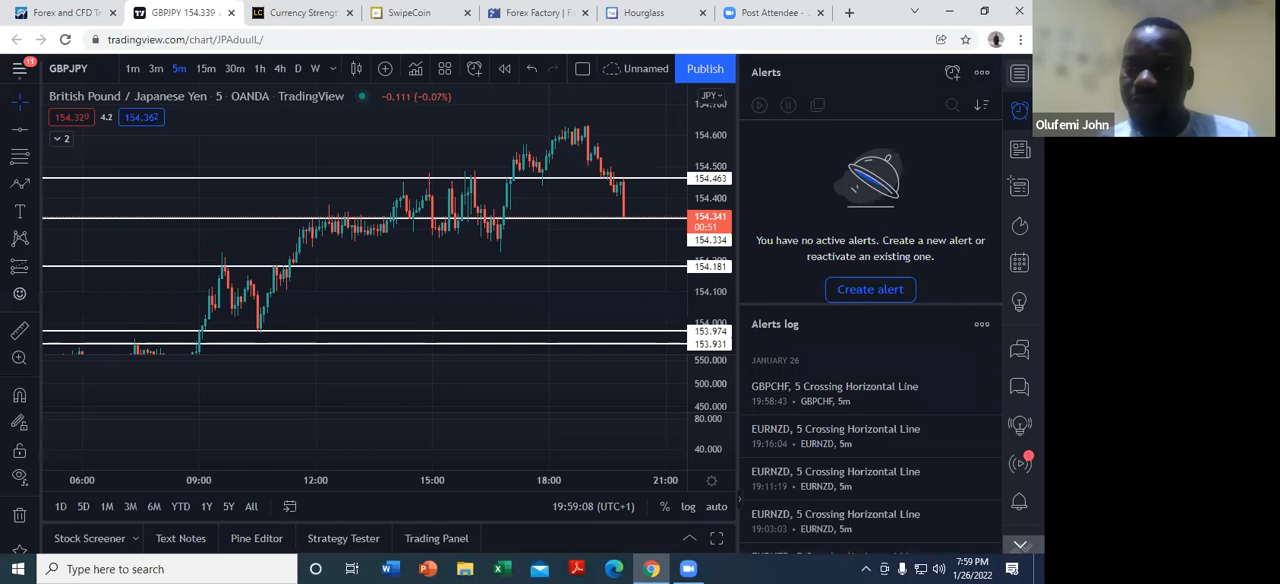 Forex and CFD T
GBPJPY 154.339
Currency Streng
SwipeCoin
Forex Factory | F
Hourglass
Post Attendee -
tradingview.com/chart/JPAduulL/
11
GBPJPY
1m 3m 5m 15m 30m 1h 4h D W
Unnamed
Publish
British Pound / Japanese Yen · 5 · OANDA · TradingView
−0.111 (−0.07%)
154.320
4.2
154.362
2
JPY
154.700
154.600
154.500
154.463
154.400
154.341
00:51
154.334
154.181
154.100
154.000
153.974
153.931
550.000
500.000
450.000
80.000
40.000
06:00 09:00 12:00 15:00 18:00 21:00
1D 5D 1M 3M 6M YTD 1Y 5Y All
19:59:08 (UTC+1)
% log auto
Stock Screener
Text Notes
Pine Editor
Strategy Tester
Trading Panel
Alerts
You have no active alerts. Create a new alert or
reactivate an existing one.
Create alert
Alerts log
JANUARY 26
GBPCHF, 5 Crossing Horizontal Line
19:58:43 • GBPCHF, 5m
EURNZD, 5 Crossing Horizontal Line
19:16:04 • EURNZD, 5m
EURNZD, 5 Crossing Horizontal Line
19:11:19 • EURNZD, 5m
EURNZD, 5 Crossing Horizontal Line
19:03:03 • EURNZD, 5m
Olufemi John
Type here to search
7:59 PM
1/26/2022